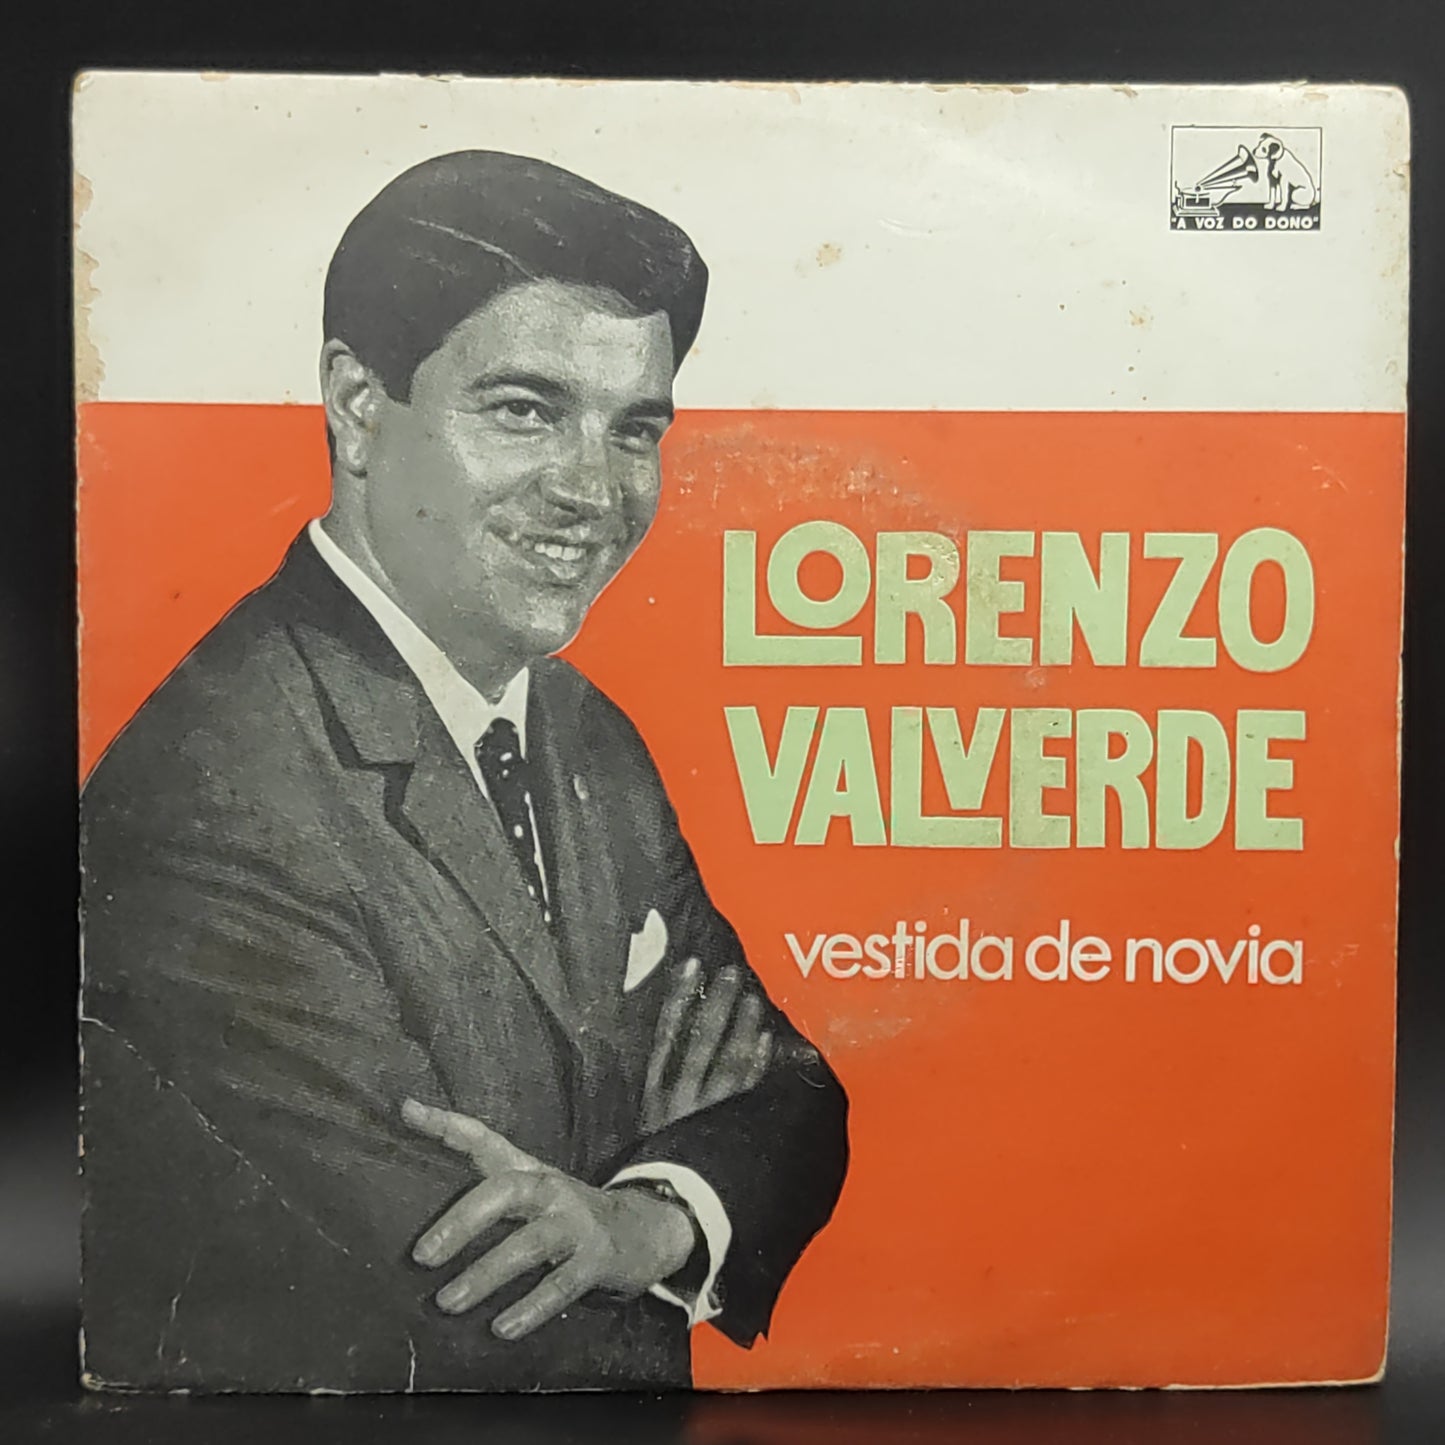 "A VOZ DO DONO"
LORENZO
VALVERDE
vestida de novia